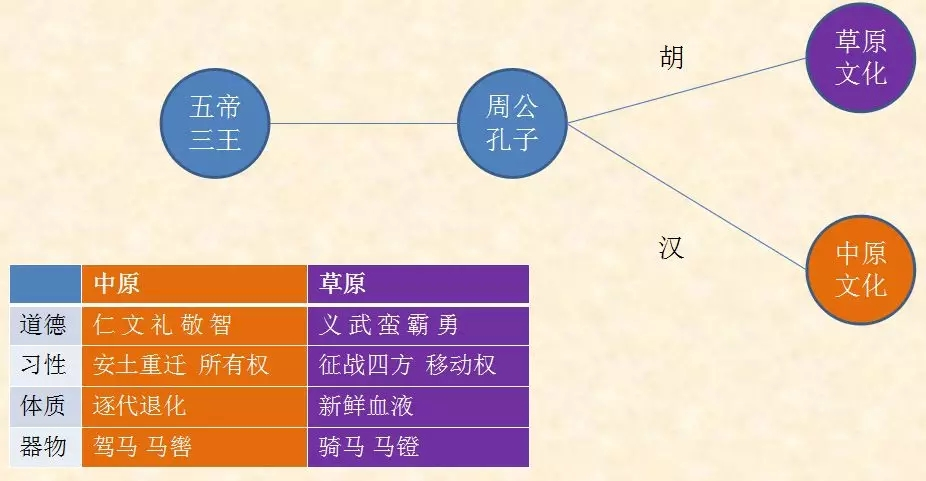 五帝
三王
周公
孔子
胡
草原
文化
汉
中原
文化
中原 草原
道德 仁 文 礼 敬 智 义 武 蛮 霸 勇
习性 安土重迁 所有权 征战四方 移动权
体质 逐代退化 新鲜血液
器物 驾马 马辔 骑马 马镫